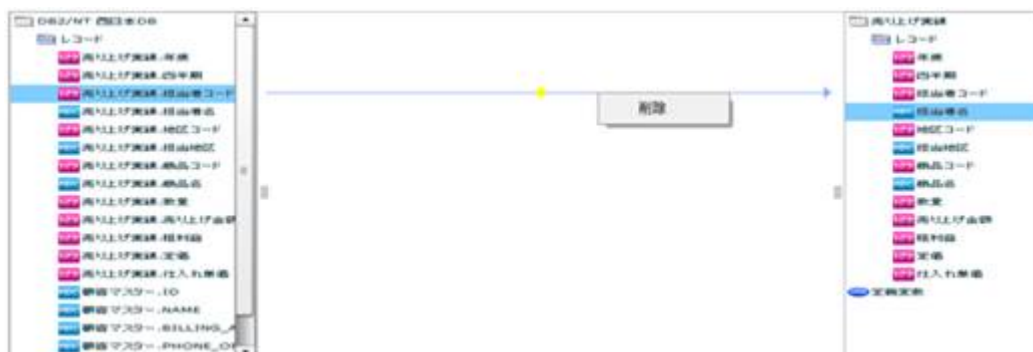 DB2/NT 西日本DB
レコード
売り上げ実績.年度
売り上げ実績.四半期
売り上げ実績.担当者コード
売り上げ実績.担当者名
売り上げ実績.地区コード
売り上げ実績.担当地区
売り上げ実績.商品コード
売り上げ実績.商品名
売り上げ実績.数量
売り上げ実績.売り上げ金額
売り上げ実績.粗利益
売り上げ実績.定価
売り上げ実績.仕入れ単価
顧客マスター.ID
顧客マスター.NAME
顧客マスター.BILLING_A
顧客マスター.PHONE_OF
削除
売り上げ実績
レコード
年度
四半期
担当者コード
担当者名
地区コード
担当地区
商品コード
商品名
数量
売り上げ金額
粗利益
定価
仕入れ単価